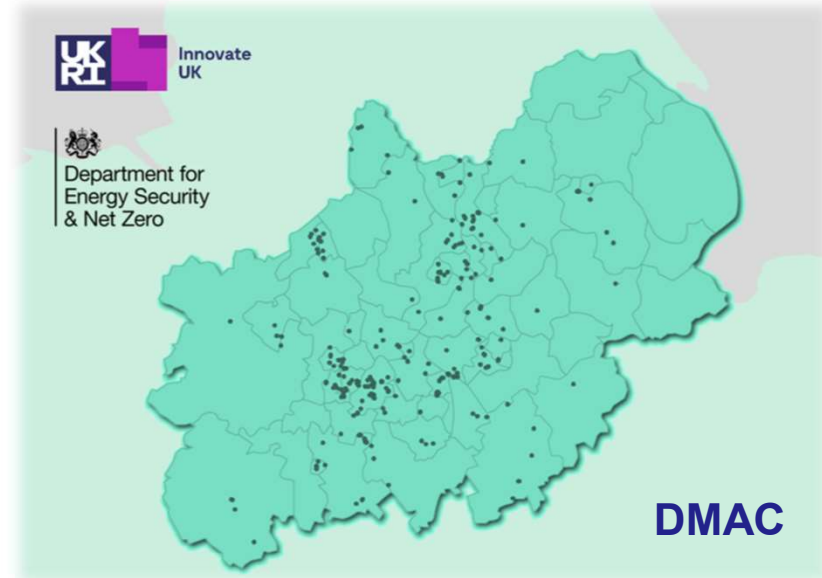 UK
RI
Innovate
UK
Department for
Energy Security
& Net Zero
DMAC